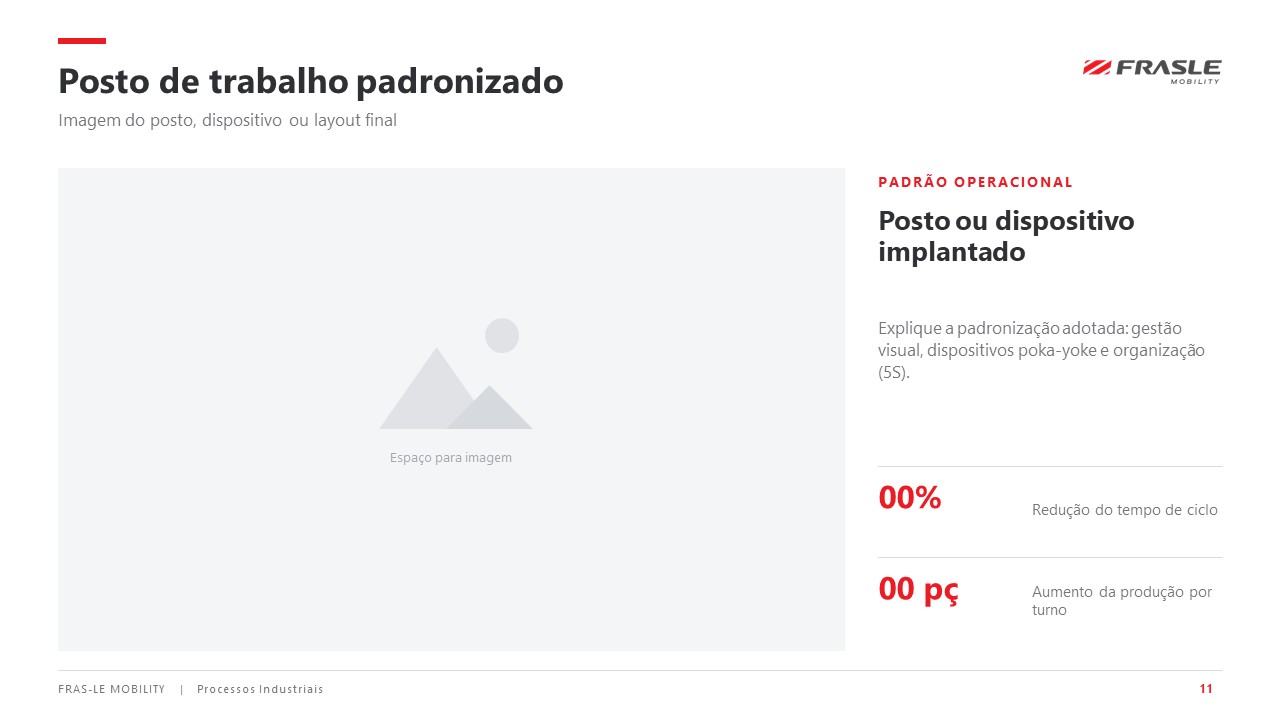 Posto de trabalho padronizado
Imagem do posto, dispositivo ou layout final
FRASLE
MOBILITY
Espaço para imagem
PADRÃO OPERACIONAL
Posto ou dispositivo
implantado
Explique a padronização adotada: gestão
visual, dispositivos poka-yoke e organização
(5S).
00%
Redução do tempo de ciclo
00 pç
Aumento da produção por
turno
FRAS-LE MOBILITY | Processos Industriais
11